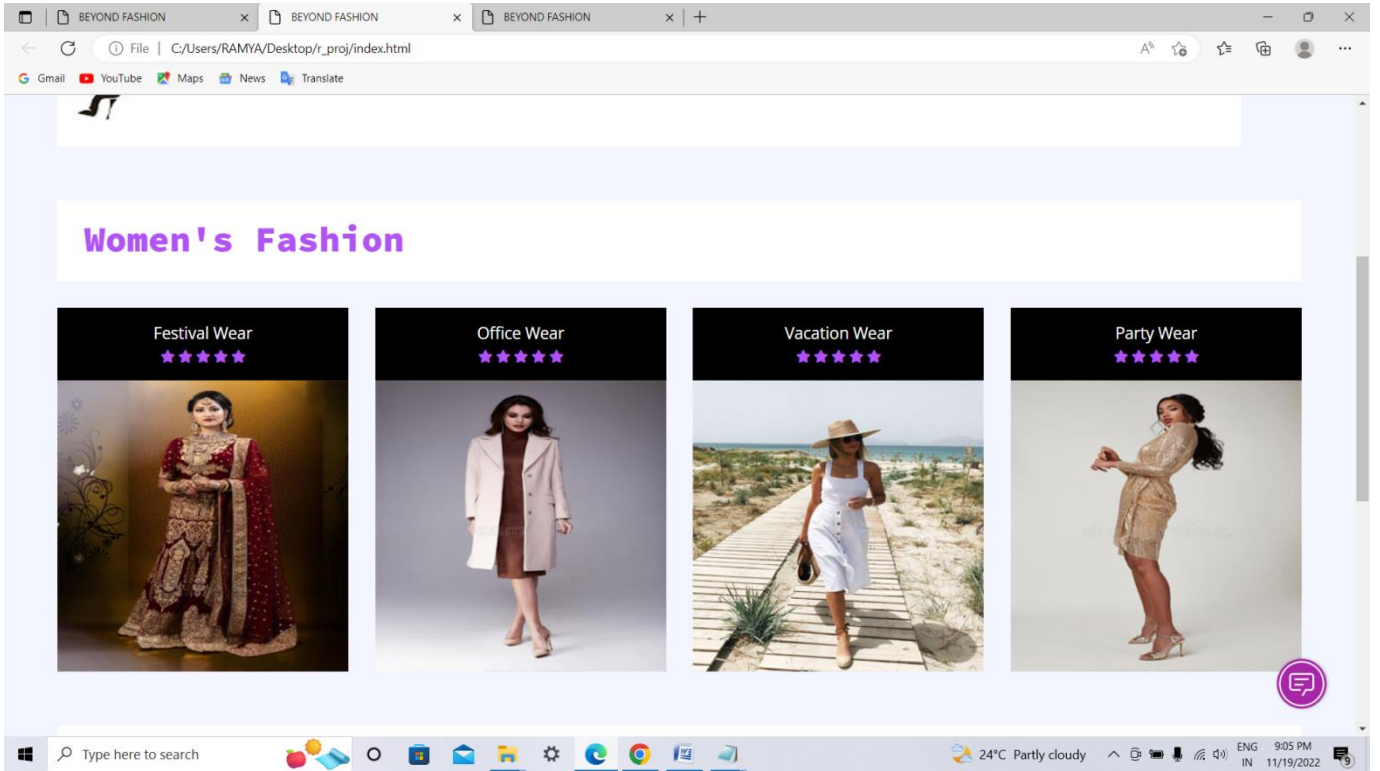 BEYOND FASHION
BEYOND FASHION
BEYOND FASHION
File | C:/Users/RAMYA/Desktop/r_proj/index.html
Gmail YouTube Maps News Translate
Women's Fashion
Festival Wear
Office Wear
Vacation Wear
Party Wear
Type here to search
24°C Partly cloudy
ENG
IN
9:05 PM
11/19/2022
9